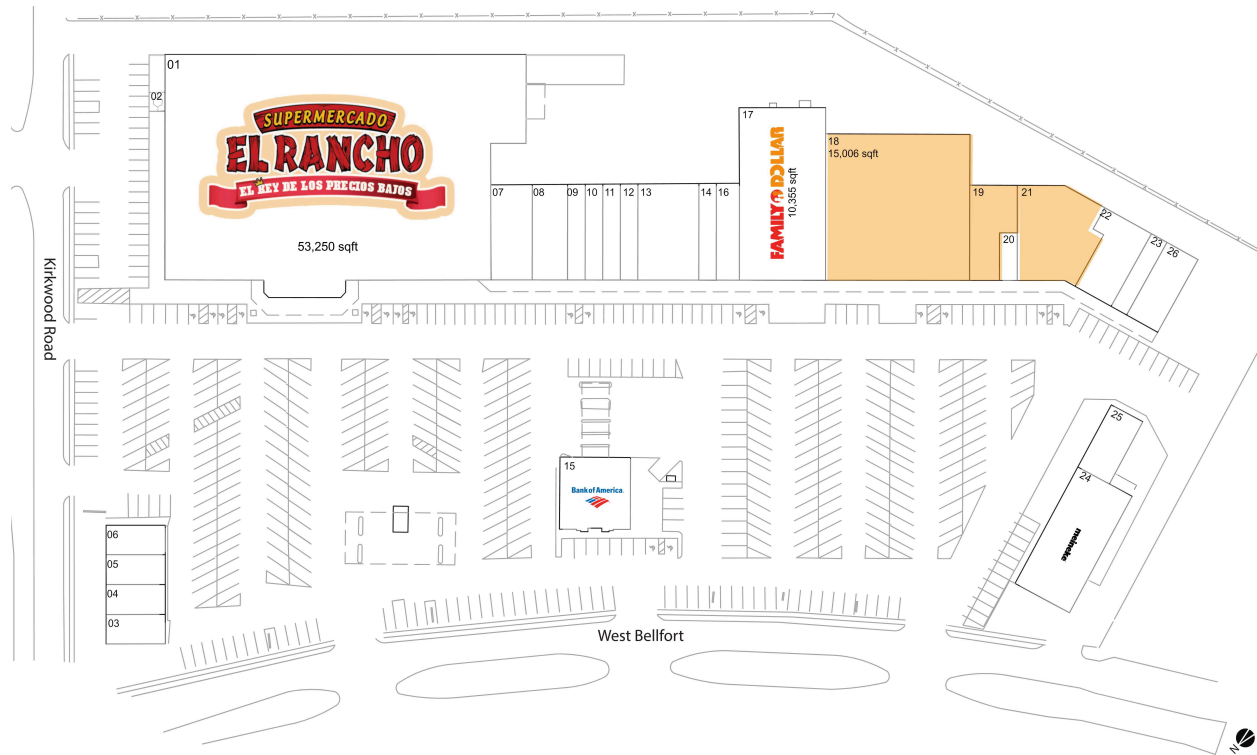 01
02
SUPERMERCADO
EL RANCHO
EL REY DE LOS PRECIOS BAJOS
53,250 sqft
07
08
09
10
11
12
13
14
16
17
FAMILY DOLLAR
10,355 sqft
18
15,006 sqft
19
20
21
22
23
26
Kirkwood Road
15
Bank of America
25
24
meineke
06
05
04
03
West Bellfort
N